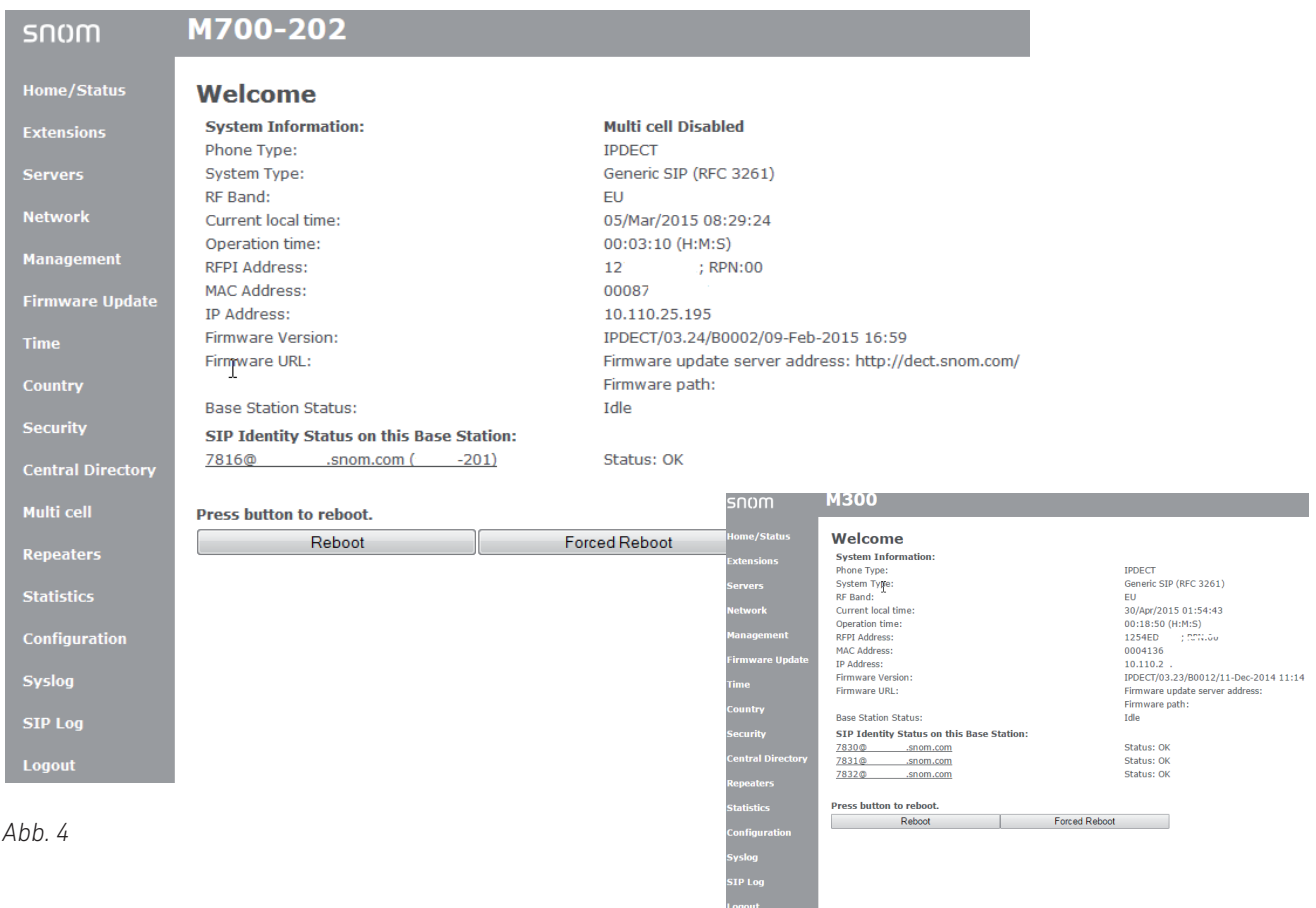 snom
M700-202
Home/Status
Extensions
Servers
Network
Management
Firmware Update
Time
Country
Security
Central Directory
Multi cell
Repeaters
Statistics
Configuration
Syslog
SIP Log
Logout
Welcome
System Information: Multi cell Disabled
Phone Type: IPDECT
System Type: Generic SIP (RFC 3261)
RF Band: EU
Current local time: 05/Mar/2015 08:29:24
Operation time: 00:03:10 (H:M:S)
RFPI Address: 12 ; RPN:00
MAC Address: 00087
IP Address: 10.110.25.195
Firmware Version: IPDECT/03.24/B0002/09-Feb-2015 16:59
Firmware URL: Firmware update server address: http://dect.snom.com/
Firmware path:
Base Station Status: Idle
SIP Identity Status on this Base Station:
7816@ .snom.com ( -201) Status: OK
Press button to reboot.
Reboot Forced Reboot
snom
M300
Home/Status
Extensions
Servers
Network
Management
Firmware Update
Time
Country
Security
Central Directory
Repeaters
Statistics
Configuration
Syslog
SIP Log
Logout
Welcome
System Information:
Phone Type: IPDECT
System Type: Generic SIP (RFC 3261)
RF Band: EU
Current local time: 30/Apr/2015 01:54:43
Operation time: 00:18:50 (H:M:S)
RFPI Address: 1254ED ;
MAC Address: 0004136
IP Address: 10.110.2 .
Firmware Version: IPDECT/03.23/B0012/11-Dec-2014 11:14
Firmware URL: Firmware update server address:
Firmware path:
Base Station Status: Idle
SIP Identity Status on this Base Station:
7830@ .snom.com Status: OK
7831@ .snom.com Status: OK
7832@ .snom.com Status: OK
Press button to reboot.
Reboot Forced Reboot
Abb. 4